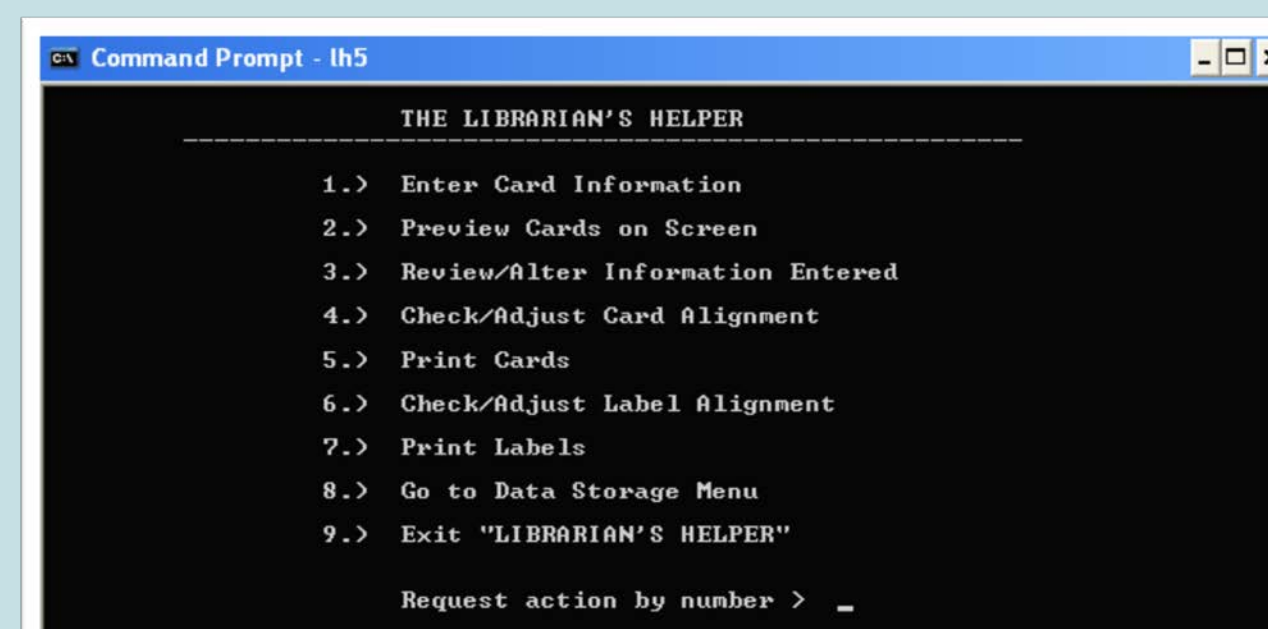 Command Prompt - lh5
THE LIBRARIAN'S HELPER
1.> Enter Card Information
2.> Preview Cards on Screen
3.> Review/Alter Information Entered
4.> Check/Adjust Card Alignment
5.> Print Cards
6.> Check/Adjust Label Alignment
7.> Print Labels
8.> Go to Data Storage Menu
9.> Exit "LIBRARIAN'S HELPER"
Request action by number > _